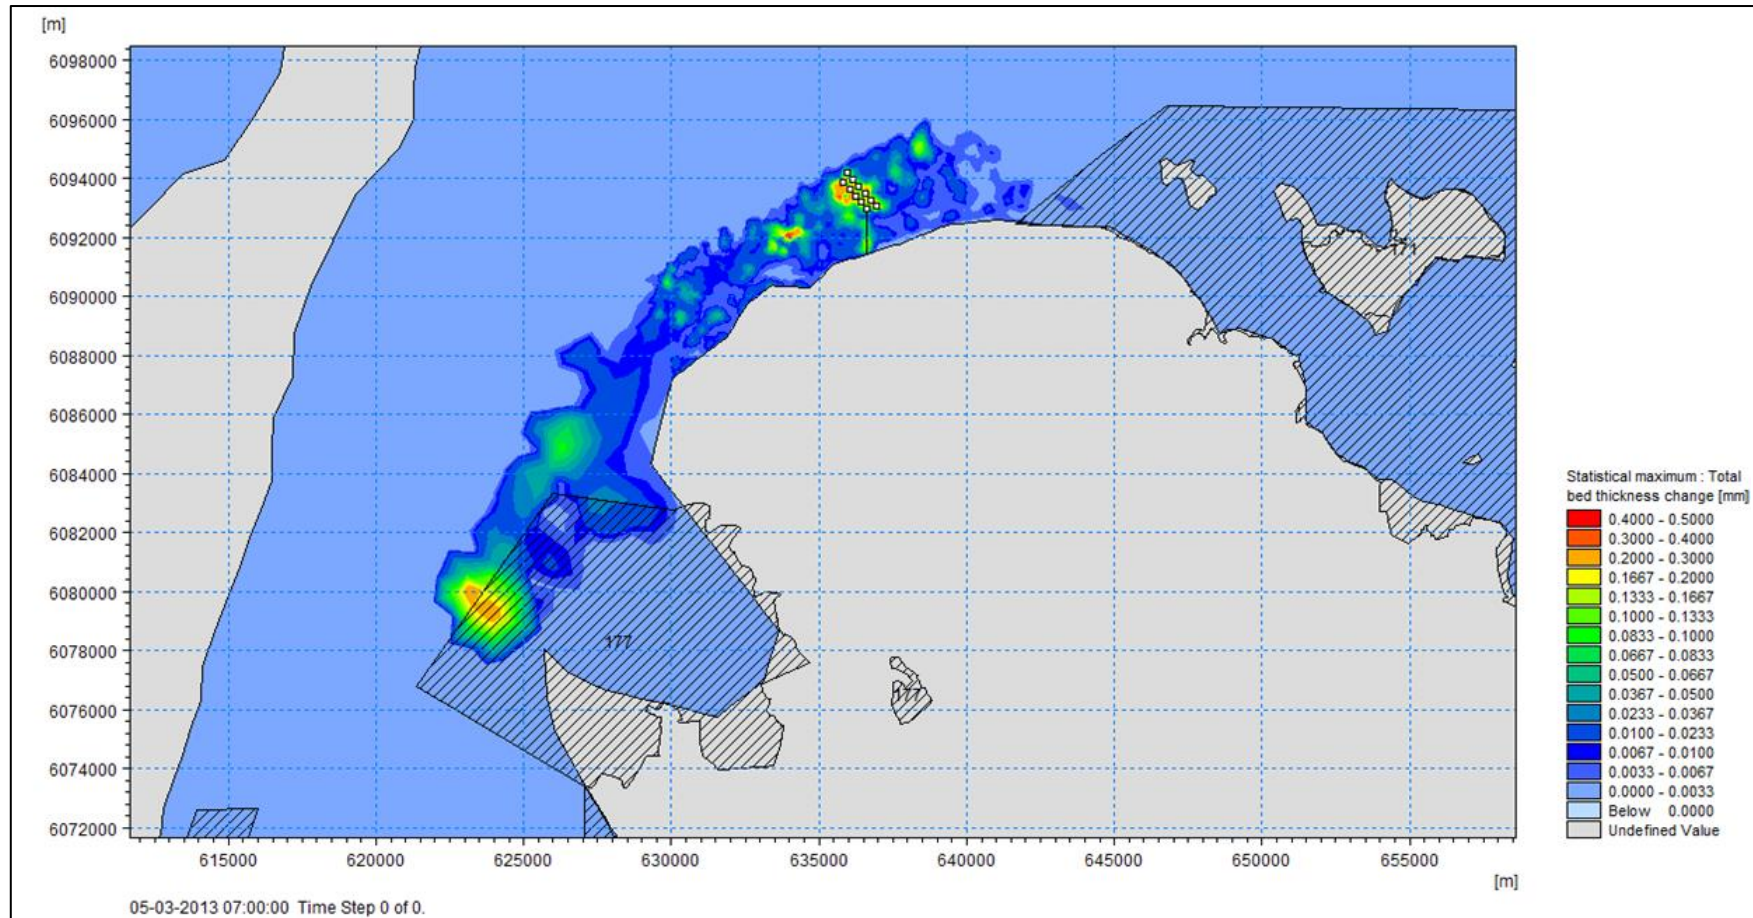 [m]
6098000
6096000
6094000
6092000
6090000
6088000
6086000
6084000
6082000
6080000
6078000
6076000
6074000
6072000
171
177
177
615000 620000 625000 630000 635000 640000 645000 650000 655000
[m]
05-03-2013 07:00:00 Time Step 0 of 0.
Statistical maximum : Total
bed thickness change [mm]
0.4000 - 0.5000
0.3000 - 0.4000
0.2000 - 0.3000
0.1667 - 0.2000
0.1333 - 0.1667
0.1000 - 0.1333
0.0833 - 0.1000
0.0667 - 0.0833
0.0500 - 0.0667
0.0367 - 0.0500
0.0233 - 0.0367
0.0100 - 0.0233
0.0067 - 0.0100
0.0033 - 0.0067
0.0000 - 0.0033
Below 0.0000
Undefined Value